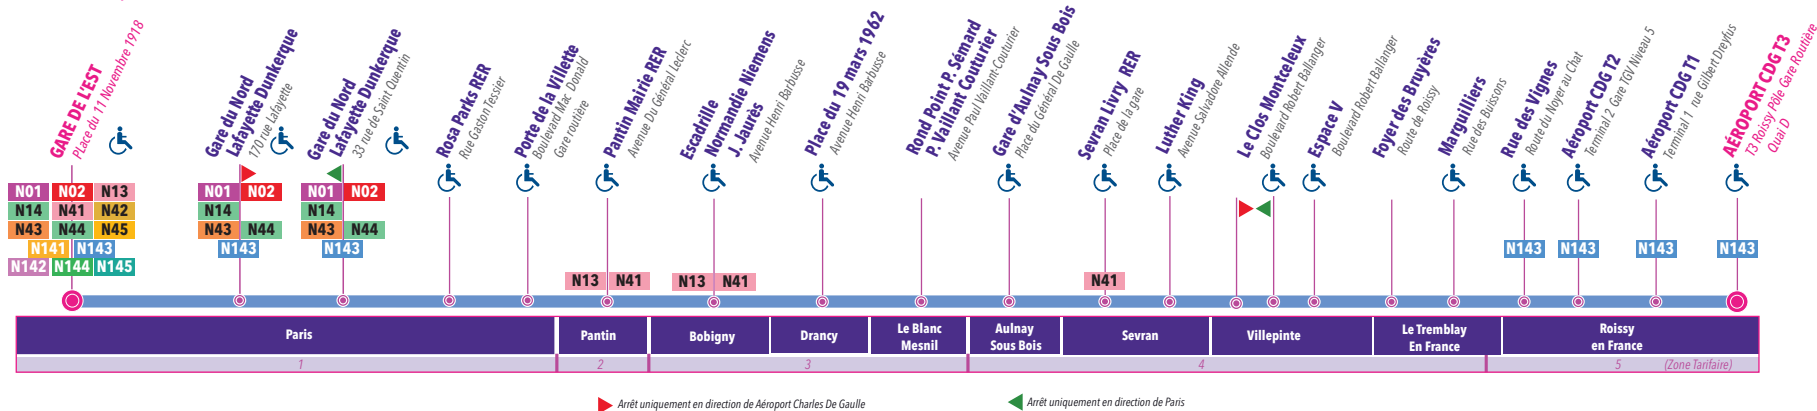 GARE DE L'EST
PLace du 11 Novembre 1918
Gare du Nord
Lafayette Dunkerque
170 rue Lafayette
Gare du Nord
Lafayette Dunkerque
33 rue de Saint Quentin
Rosa Parks RER
Rue Gaston Tessier
Porte de la Villette
Boulevard Mac Donald
Gare routière
Pantin Mairie RER
Avenue Du Général Leclerc
Escadrille
Normandie Niemens
J. Jaurès
Avenue Henri Barbusse
Place du 19 mars 1962
Avenue Henri Barbusse
Rond Point P. Sémard
P. Vaillant Couturier
Avenue Paul Vaillant-Couturier
Gare d'Aulnay Sous Bois
Place du Général De Gaulle
Sevran Livry RER
Place de la gare
Luther King
Avenue Salvadore Allende
Le Clos Montceleux
Boulevard Robert Ballanger
Espace V
Boulevard Robert Ballanger
Foyer des Bruyères
Route de Roissy
Marguilliers
Rue des Buissons
Rue des Vignes
Route du Noyer au Chat
Aéroport CDG T2
Terminal 2 Gare TGV Niveau 5
Aéroport CDG T1
Terminal 1 rue Gilbert Dreyfus
AÉROPORT CDG T3
T3 Roissy Pôle Gare Routière
Quai D
N01 N02 N13
N14 N41 N42
N43 N44 N45
N141 N143
N142 N144 N145
N01 N02
N14
N43 N44
N143
N01 N02
N14
N43 N44
N143
N13 N41
N13 N41
N41
N143
N143
N143
N143
Paris
Pantin
Bobigny
Drancy
Le Blanc
Mesnil
Aulnay
Sous Bois
Sevran
Villepinte
Le Tremblay
En France
Roissy
en France
1
2
3
4
5
(Zone Tarifaire)
Arrêt uniquement en direction de Aéroport Charles De Gaulle
Arrêt uniquement en direction de Paris